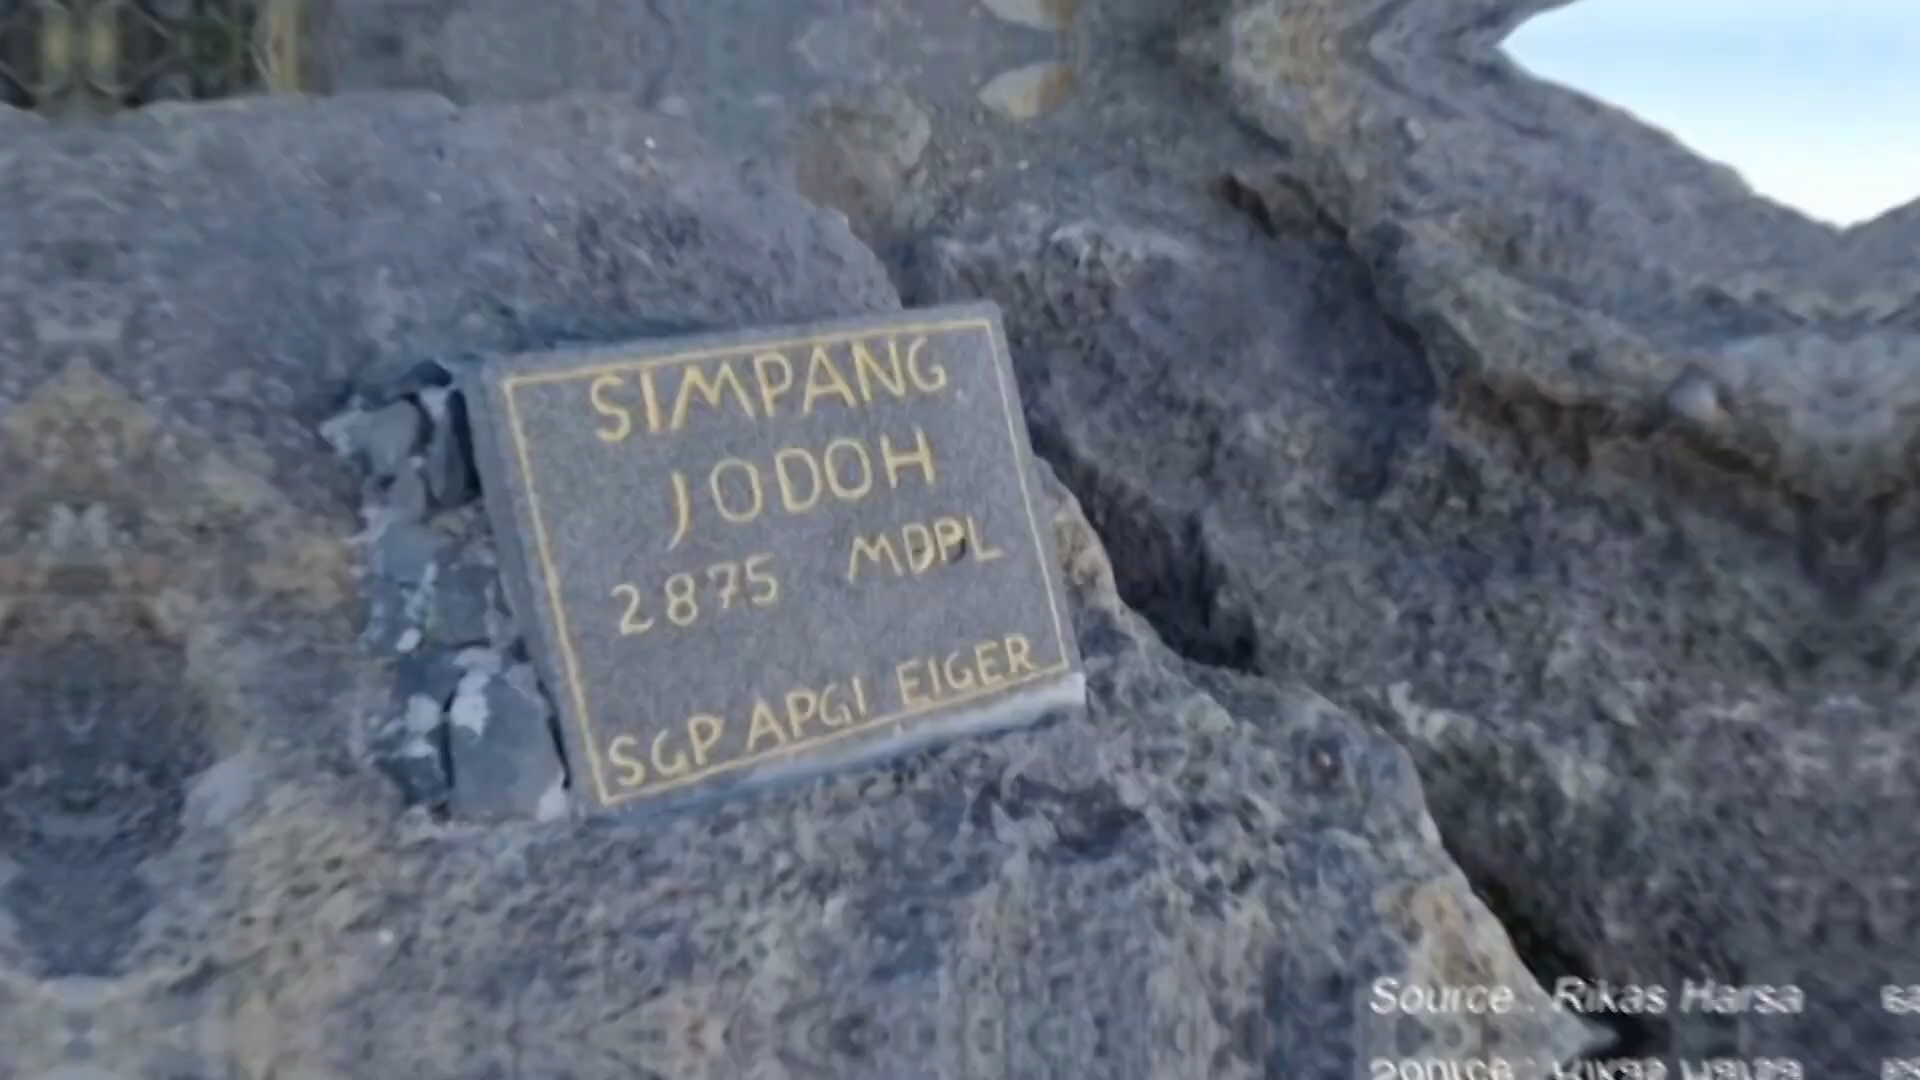 SIMPANG
JODOH
2875 MDPL
SGP APGI EIGER
Source : Rikas Harsa